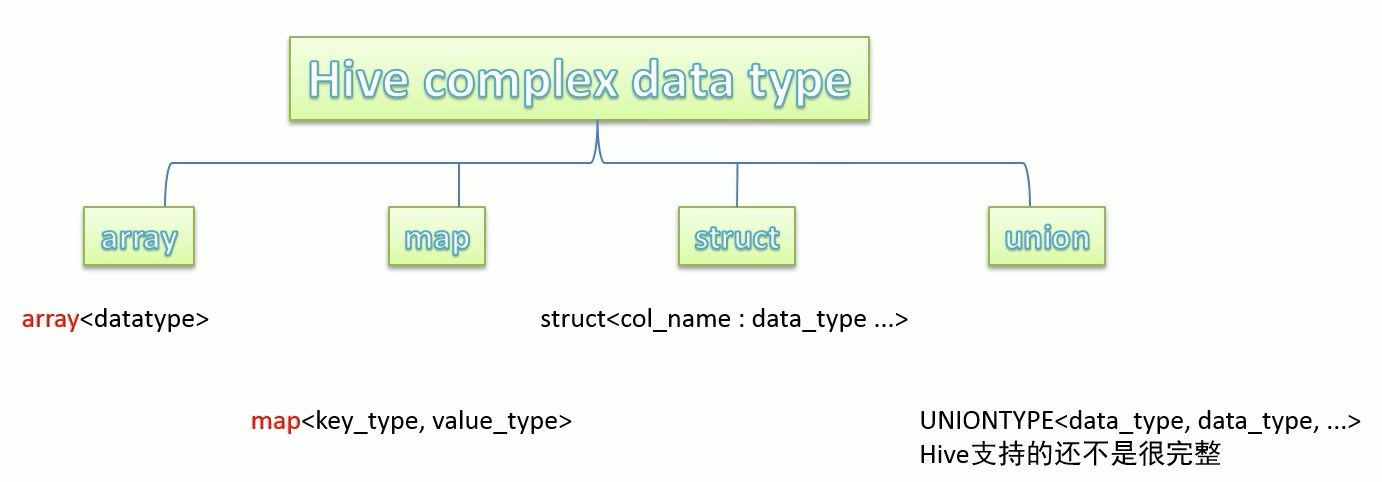 Hive complex data type
array
map
struct
union
array<datatype>
struct<col_name : data_type ...>
map<key_type, value_type>
UNIONTYPE<data_type, data_type, ...>
Hive支持的还不是很完整